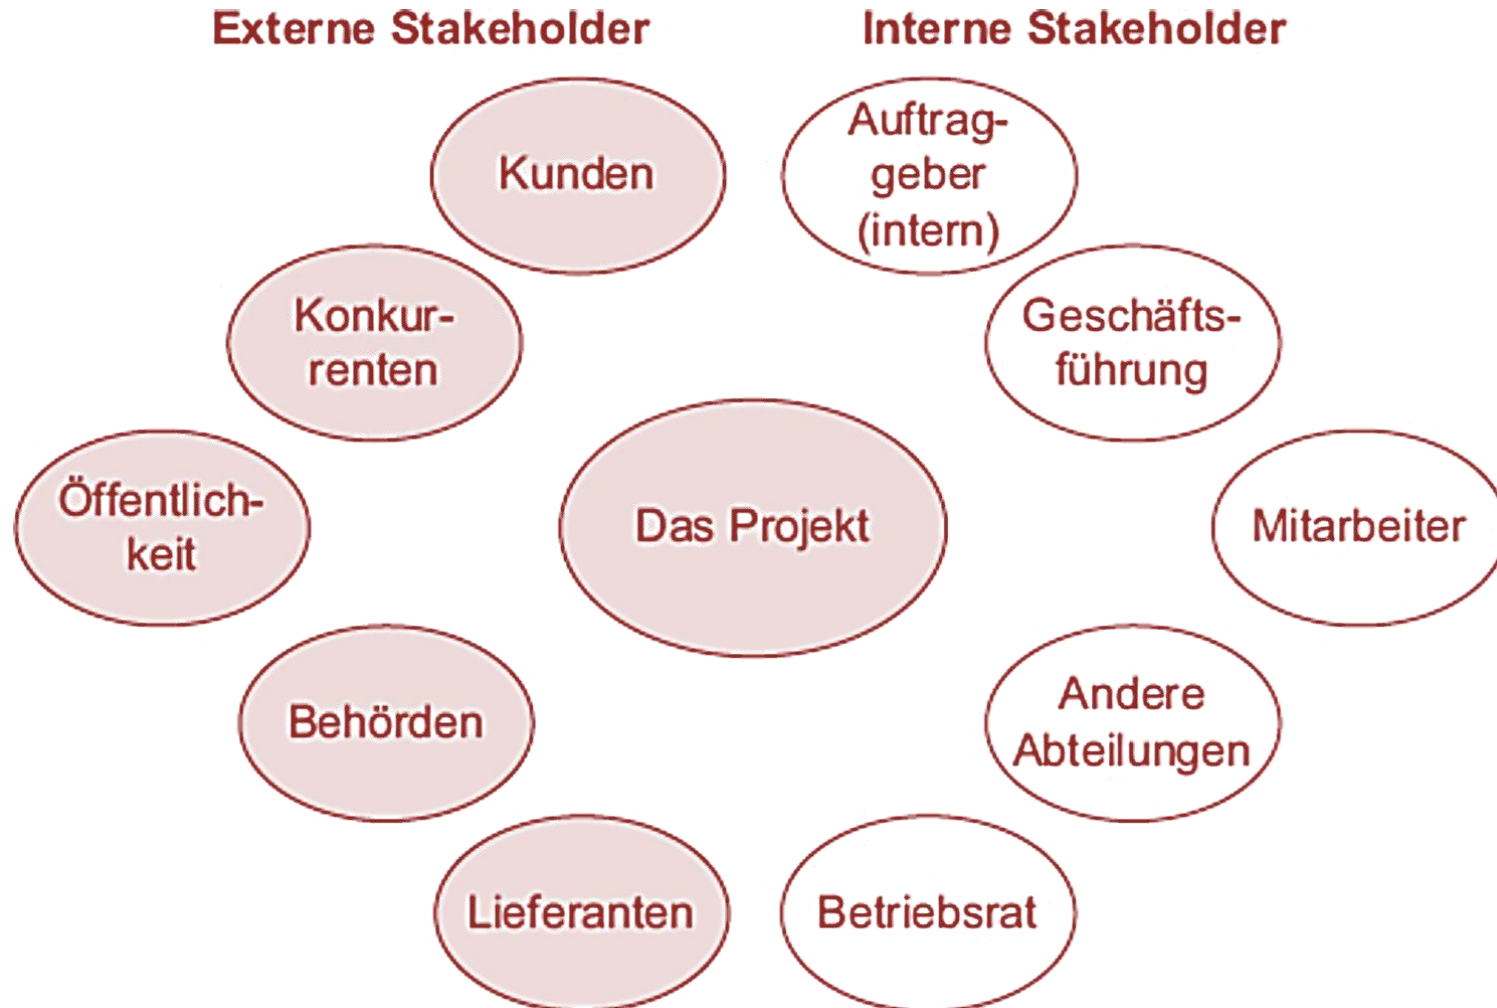 Externe Stakeholder
Interne Stakeholder
Kunden
Auftrag-
geber
(intern)
Konkur-
renten
Geschäfts-
führung
Öffentlich-
keit
Das Projekt
Mitarbeiter
Behörden
Andere
Abteilungen
Lieferanten
Betriebsrat